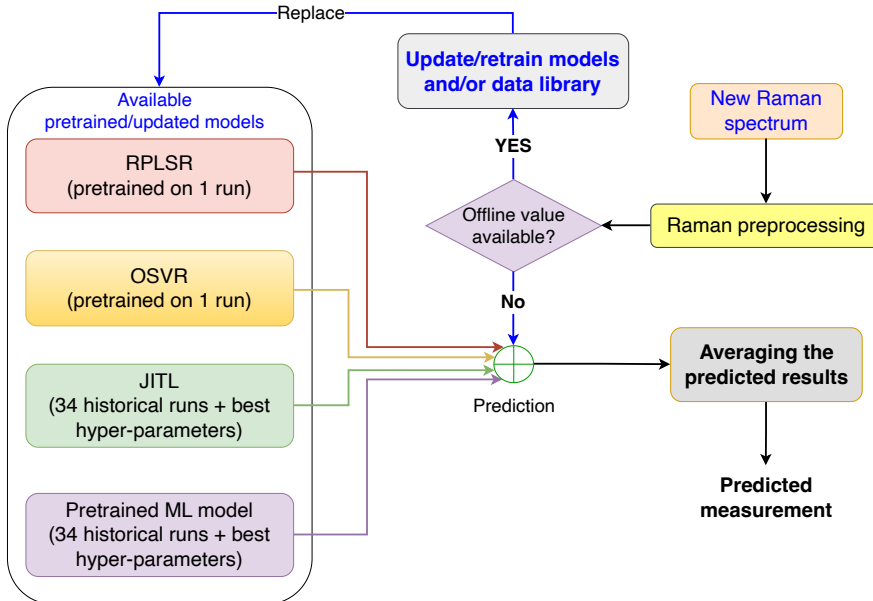 Replace
Update/retrain models
and/or data library
New Raman
spectrum
Available
pretrained/updated models
YES
RPLSR
(pretrained on 1 run)
Offline value
available?
Raman preprocessing
OSVR
(pretrained on 1 run)
No
Averaging the
predicted results
JITL
(34 historical runs + best
hyper-parameters)
Prediction
Predicted
measurement
Pretrained ML model
(34 historical runs + best
hyper-parameters)